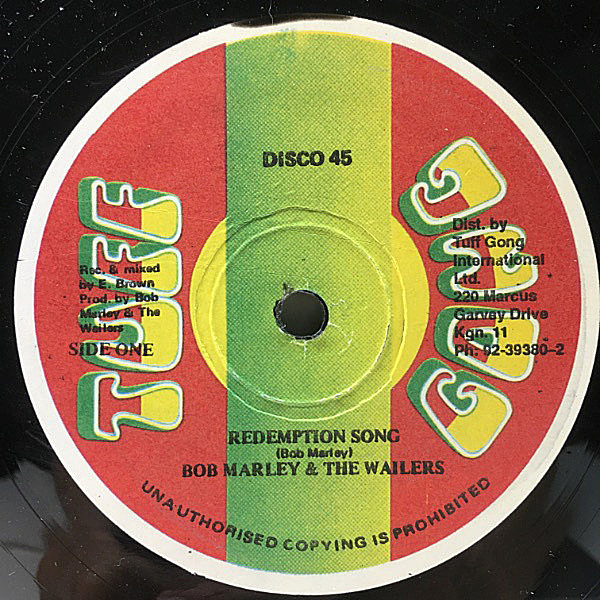 DISCO 45
TUFF
GONG
Rec. & mixed
by E. Brown
Prod. by Bob
Marley & The
Wailers
SIDE ONE
Dist. by
Tuff Gong
International
Ltd.
220 Marcus
Garvey Drive
Kgn. 11
Ph: 92-39380-2
REDEMPTION SONG
(Bob Marley)
BOB MARLEY & THE WAILERS
UNAUTHORISED COPYING IS PROHIBITED